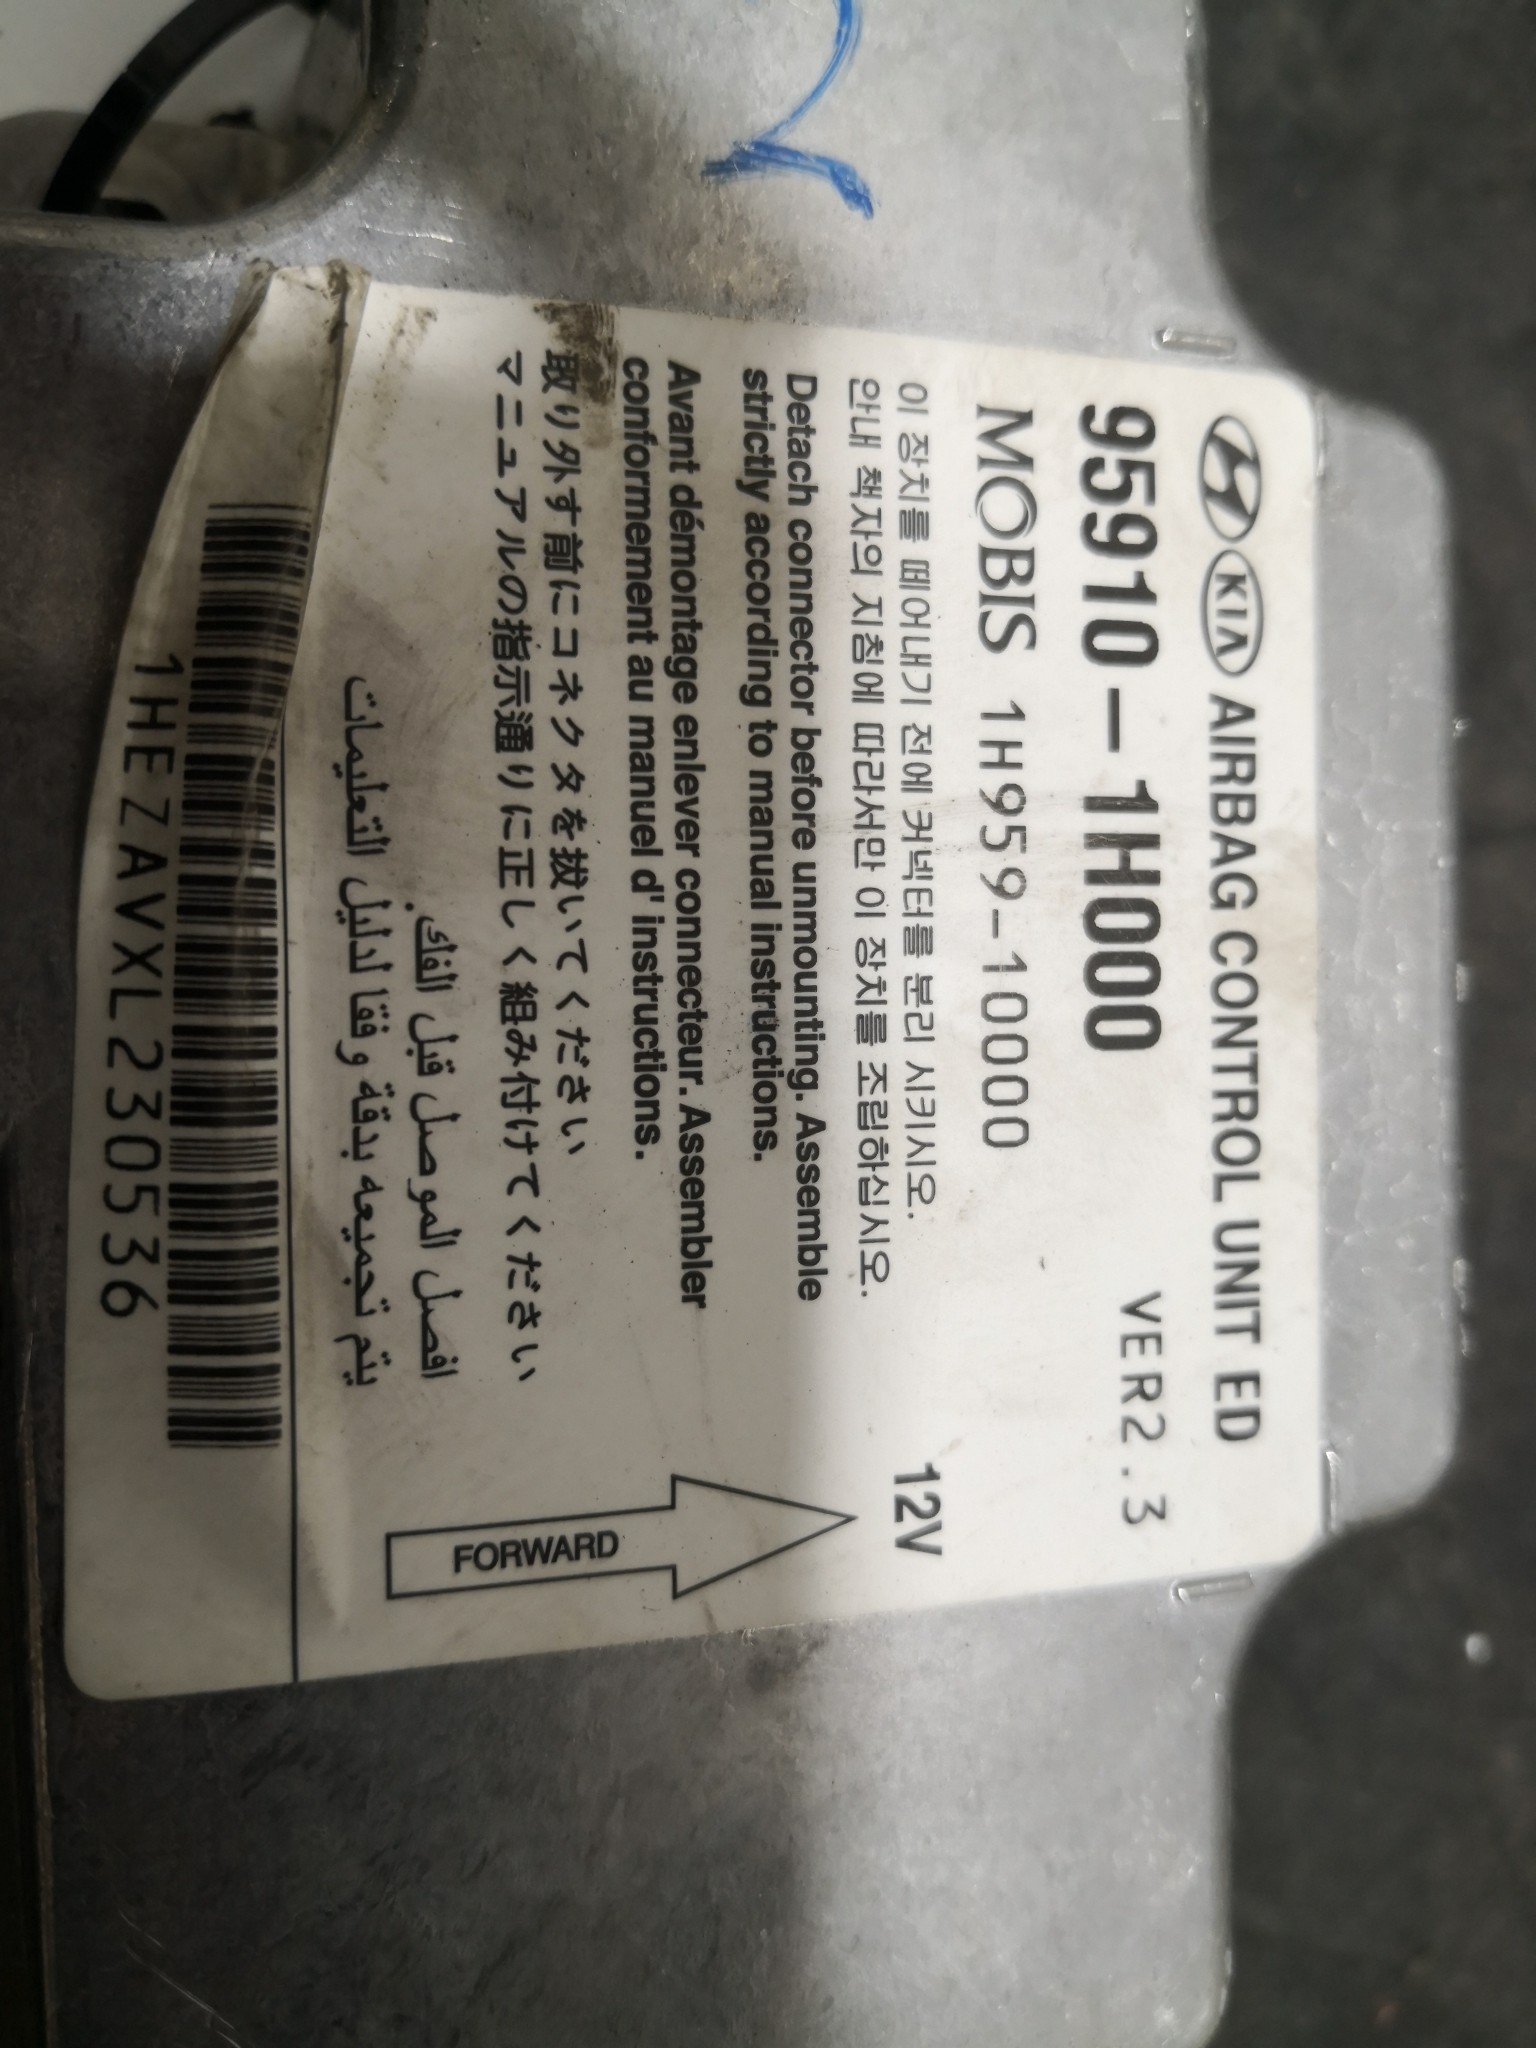 KIA AIRBAG CONTROL UNIT ED
95910-1H000 VER2.3
MOBIS 1H959-10000
이 장치를 떼어내기 전에 커넥터를 분리 시키시오.
안내 책자의 지침에 따라서만 이 장치를 조립하십시오.
12V
Detach connector before unmounting. Assemble
strictly according to manual instructions.
Avant démontage enlever connecteur. Assembler
conformement au manuel d' instructions.
取り外す前にコネクタを抜いてください
マニュアルの指示通りに正しく組み付けてください
افصل الموصل قبل الفك.
يتم تجميعه بدقة وفقا لدليل التعليمات
FORWARD
1HEZAVXL230536